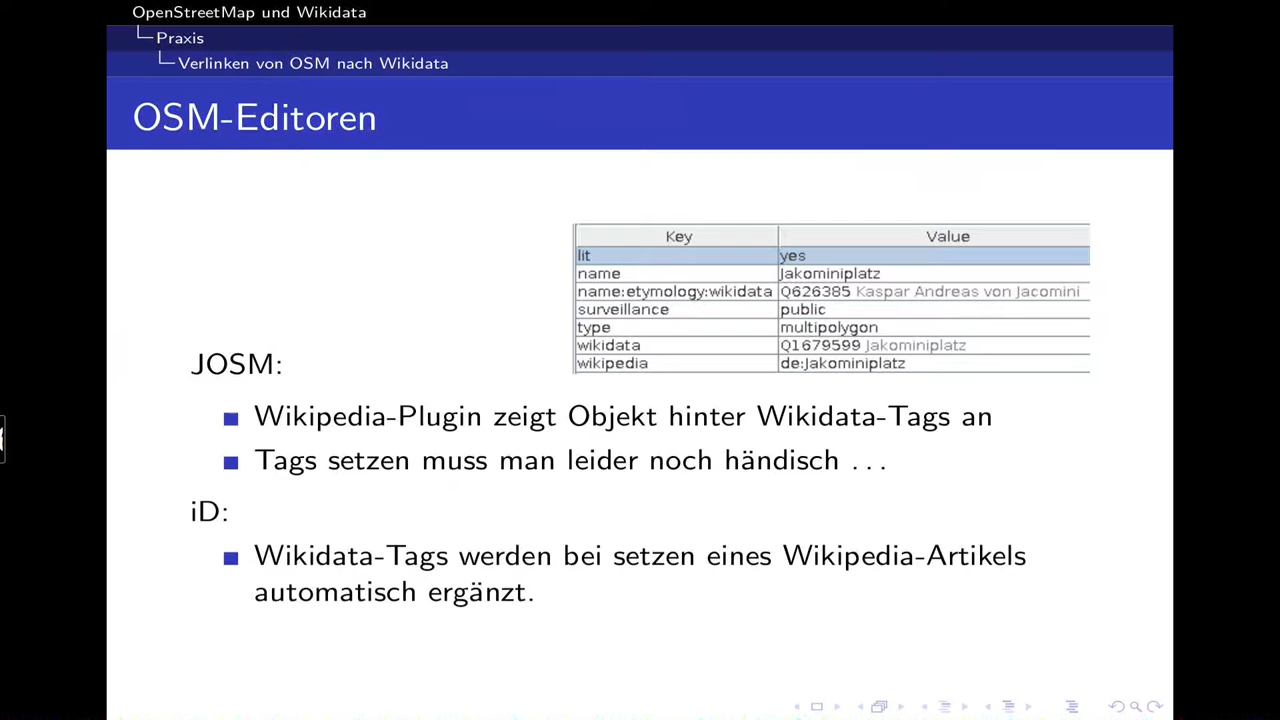 OpenStreetMap und Wikidata
Praxis
Verlinken von OSM nach Wikidata
OSM-Editoren
Key Value
lit yes
name Jakominiplatz
name:etymology:wikidata Q626385 Kaspar Andreas von Jacomini
surveillance public
type multipolygon
wikidata Q1679599 Jakominiplatz
wikipedia de:Jakominiplatz
JOSM:
Wikipedia-Plugin zeigt Objekt hinter Wikidata-Tags an
Tags setzen muss man leider noch händisch ...
iD:
Wikidata-Tags werden bei setzen eines Wikipedia-Artikels
automatisch ergänzt.